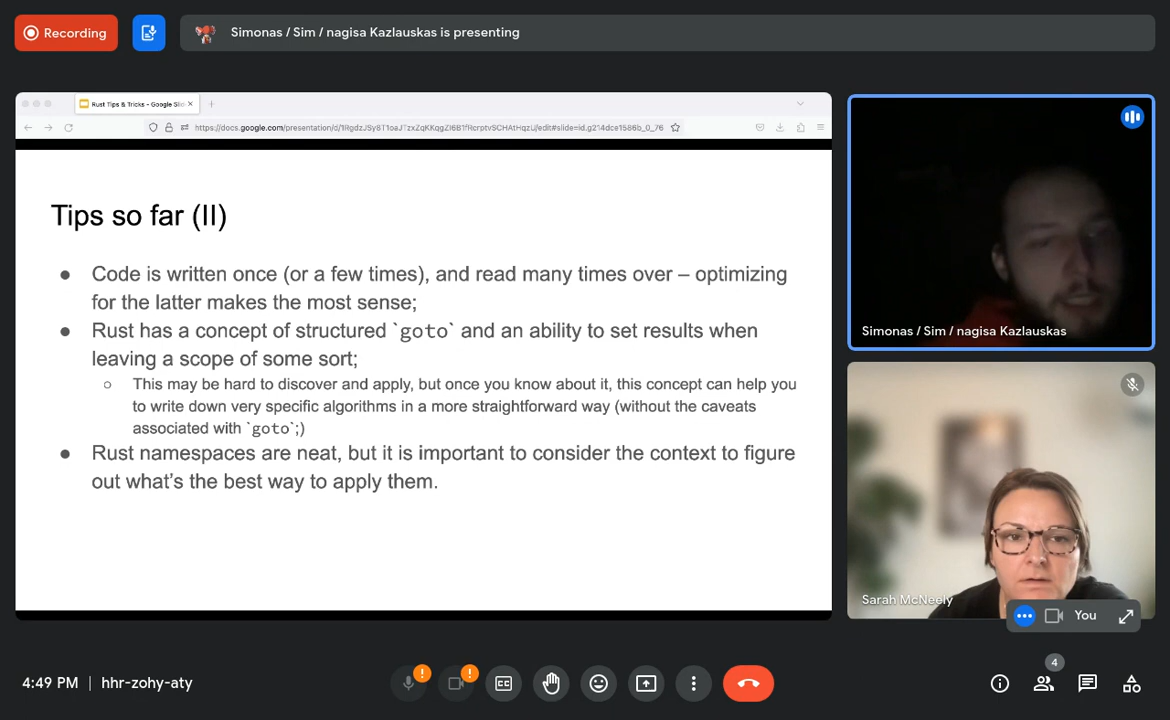 Recording
Simonas / Sim / nagisa Kazlauskas is presenting
Rust Tips & Tricks - Google Sli
Tips so far (II)
● Code is written once (or a few times), and read many times over – optimizing
for the latter makes the most sense;
● Rust has a concept of structured `goto` and an ability to set results when
leaving a scope of some sort;
○ This may be hard to discover and apply, but once you know about it, this concept can help you
to write down very specific algorithms in a more straightforward way (without the caveats
associated with `goto`;)
● Rust namespaces are neat, but it is important to consider the context to figure
out what's the best way to apply them.
Simonas / Sim / nagisa Kazlauskas
Sarah McNeely
You
4:49 PM | hhr-zohy-aty
4